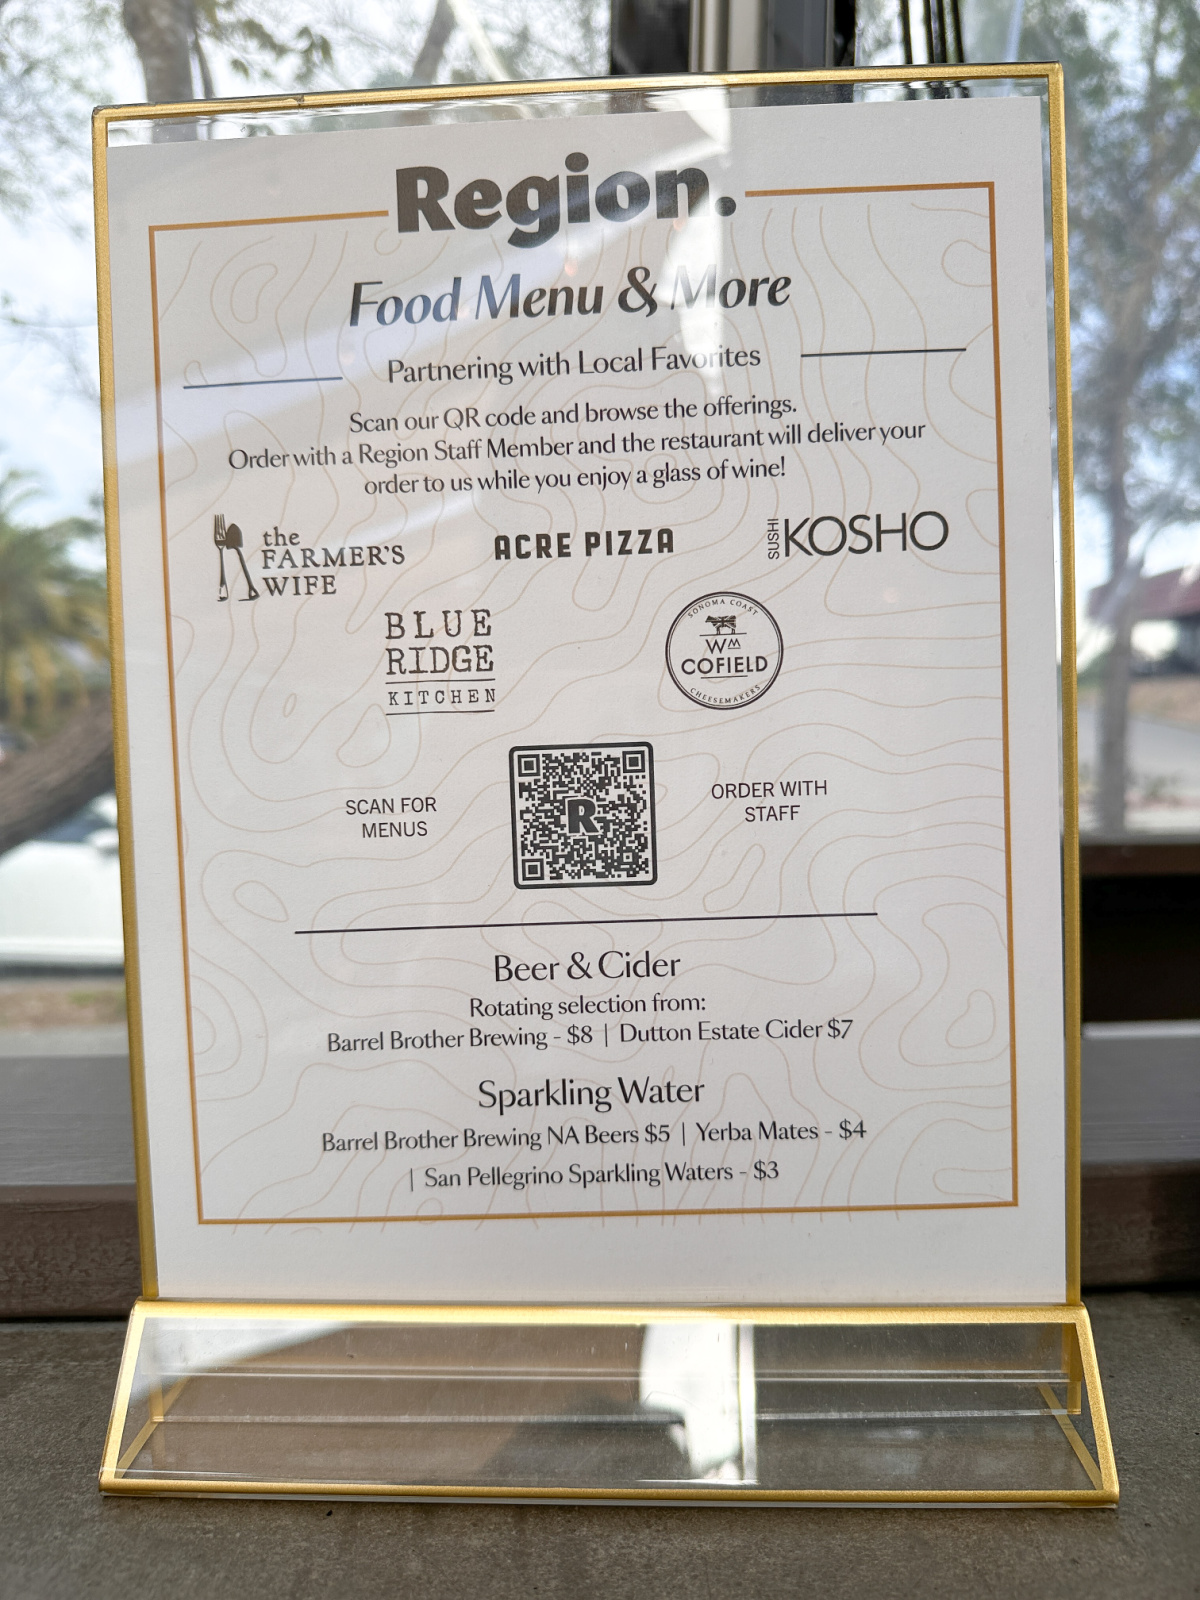 Region.
Food Menu & More
Partnering with Local Favorites
Scan our QR code and browse the offerings.
Order with a Region Staff Member and the restaurant will deliver your
order to us while you enjoy a glass of wine!
the
FARMER'S
WIFE
ACRE PIZZA
SUSHI
KOSHO
BLUE
RIDGE
KITCHEN
SONOMA COAST
WM
COFIELD
CHEESEMAKERS
SCAN FOR
MENUS
R
ORDER WITH
STAFF
Beer & Cider
Rotating selection from:
Barrel Brother Brewing - $8 | Dutton Estate Cider $7
Sparkling Water
Barrel Brother Brewing NA Beers $5 | Yerba Mates - $4
| San Pellegrino Sparkling Waters - $3